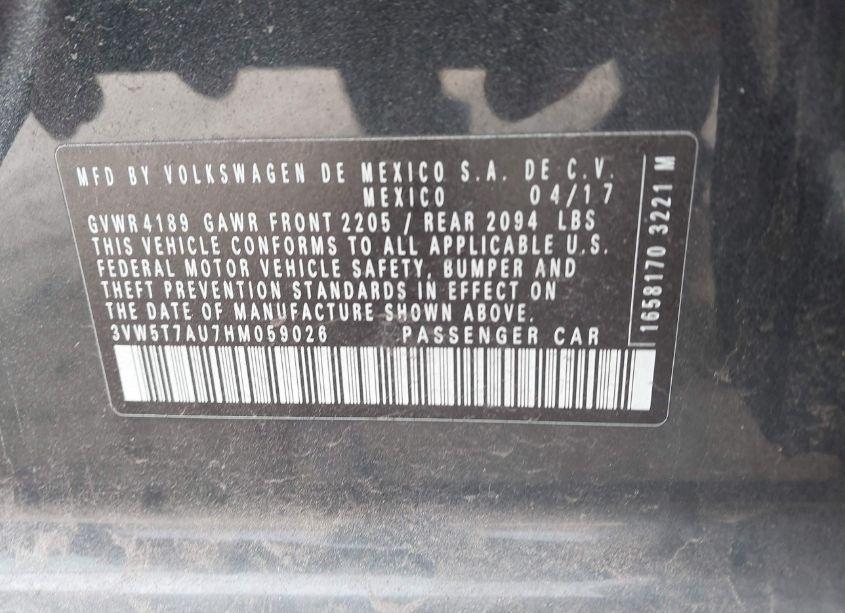 MFD BY VOLKSWAGEN DE MEXICO S.A. DE C.V.
MEXICO 04/17
GVWR 4189 GAWR FRONT 2205 / REAR 2094 LBS
THIS VEHICLE CONFORMS TO ALL APPLICABLE U.S.
FEDERAL MOTOR VEHICLE SAFETY, BUMPER AND
THEFT PREVENTION STANDARDS IN EFFECT ON
THE DATE OF MANUFACTURE SHOWN ABOVE.
3VW5T7AU7HM059026 PASSENGER CAR
1658170 3221 M